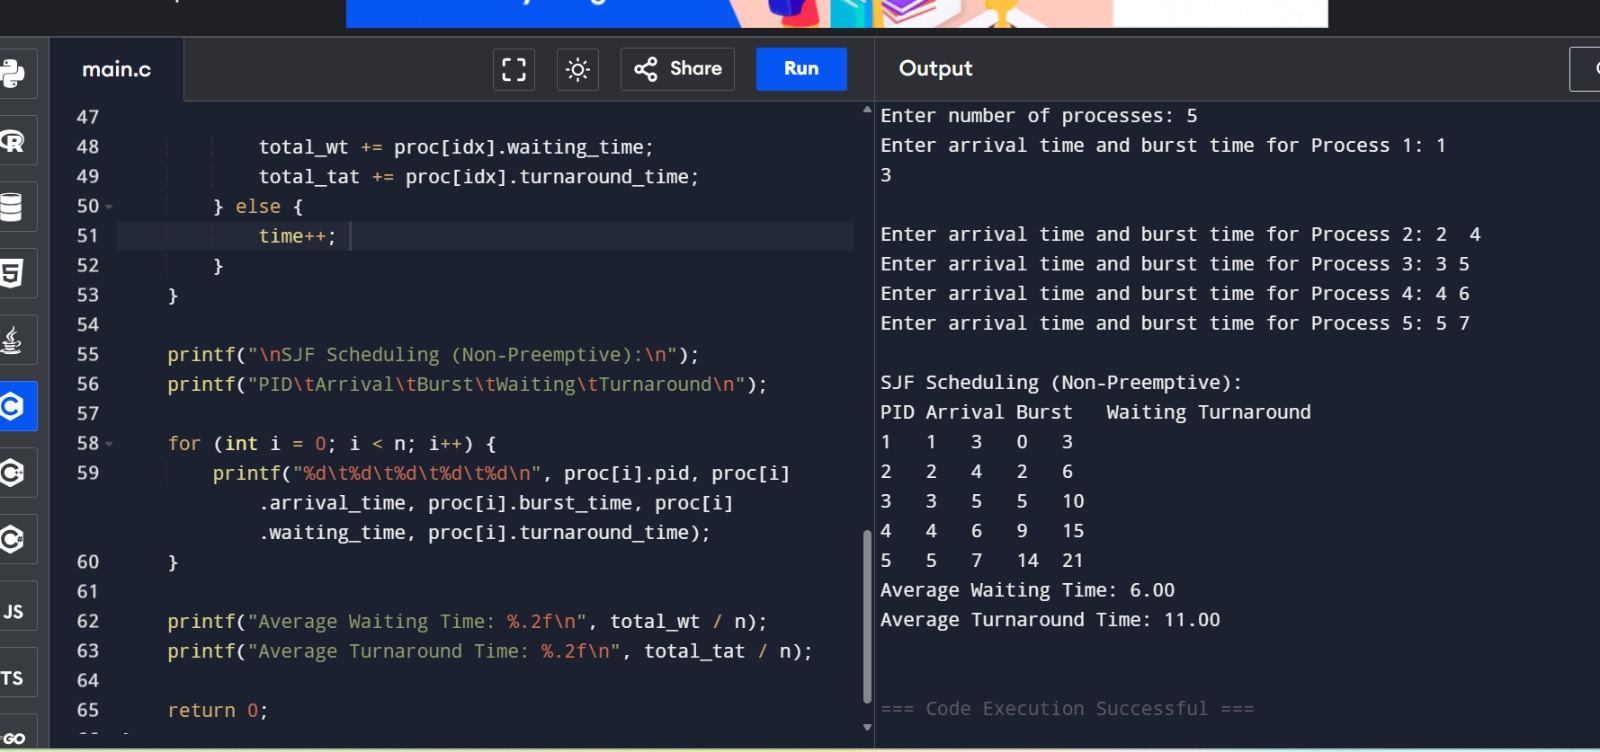 main.c
Share
Run
Output
47
48 total_wt += proc[idx].waiting_time;
49 total_tat += proc[idx].turnaround_time;
50 } else {
51 time++;
52 }
53 }
54
55 printf("\nSJF Scheduling (Non-Preemptive):\n");
56 printf("PID\tArrival\tBurst\tWaiting\tTurnaround\n");
57
58 for (int i = 0; i < n; i++) {
59 printf("%d\t%d\t%d\t%d\t%d\n", proc[i].pid, proc[i]
.arrival_time, proc[i].burst_time, proc[i]
.waiting_time, proc[i].turnaround_time);
60 }
61
62 printf("Average Waiting Time: %.2f\n", total_wt / n);
63 printf("Average Turnaround Time: %.2f\n", total_tat / n);
64
65 return 0;
Enter number of processes: 5
Enter arrival time and burst time for Process 1: 1
3
Enter arrival time and burst time for Process 2: 2  4
Enter arrival time and burst time for Process 3: 3 5
Enter arrival time and burst time for Process 4: 4 6
Enter arrival time and burst time for Process 5: 5 7
SJF Scheduling (Non-Preemptive):
PID Arrival Burst   Waiting Turnaround
1   1   3   0   3
2   2   4   2   6
3   3   5   5   10
4   4   6   9   15
5   5   7   14  21
Average Waiting Time: 6.00
Average Turnaround Time: 11.00
=== Code Execution Successful ===
R
5
C
C
C#
JS
TS
GO